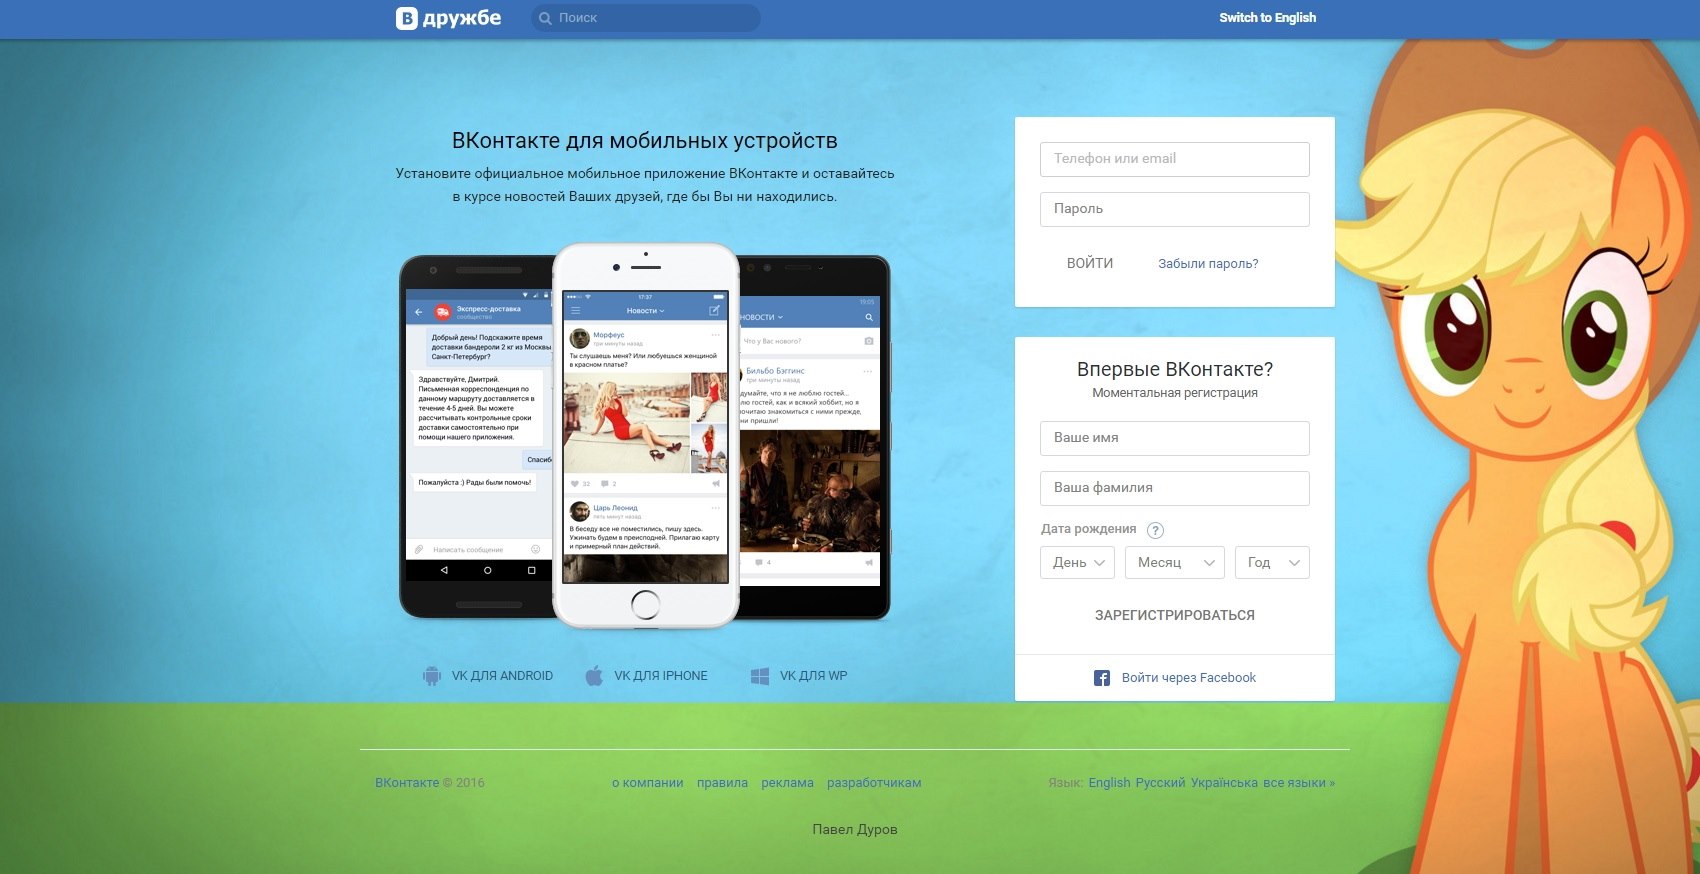 В дружбе
Поиск
Switch to English
ВКонтакте для мобильных устройств
Установите официальное мобильное приложение ВКонтакте и оставайтесь
в курсе новостей Ваших друзей, где бы Вы ни находились.
Экспресс-доставка
сообщество
Добрый день! Подскажите время
доставки бандероли 2 кг из Москвы
Санкт-Петербург?
Здравствуйте, Дмитрий.
Письменная корреспонденция по
данному маршруту доставляется в
течение 4-5 дней. Вы можете
рассчитывать контрольные сроки
доставки самостоятельно при
помощи нашего приложения.
Спасибо
Пожалуйста :) Рады были помочь!
Написать сообщение
17:37
Новости
Морфеус
три минуты назад
Ты слушаешь меня? Или любуешься женщиной
в красном платье?
32
2
Царь Леонид
пять минут назад
В беседу все не поместились, пишу здесь.
Ужинать будем в преисподней. Прилагаю карту
и примерный план действий.
19:05
НОВОСТИ
Что у Вас нового?
Бильбо Бэггинс
три минуты назад
думайте, что я не люблю гостей...
лю гостей, как и всякий хоббит, но я
очитаю знакомиться с ними прежде,
ни пришли!
4
VK ДЛЯ ANDROID
VK ДЛЯ IPHONE
VK ДЛЯ WP
Телефон или email
Пароль
ВОЙТИ
Забыли пароль?
Впервые ВКонтакте?
Моментальная регистрация
Ваше имя
Ваша фамилия
Дата рождения ?
День
Месяц
Год
ЗАРЕГИСТРИРОВАТЬСЯ
Войти через Facebook
ВКонтакте © 2016
о компании правила реклама разработчикам
Язык: English Русский Українська все языки »
Павел Дуров